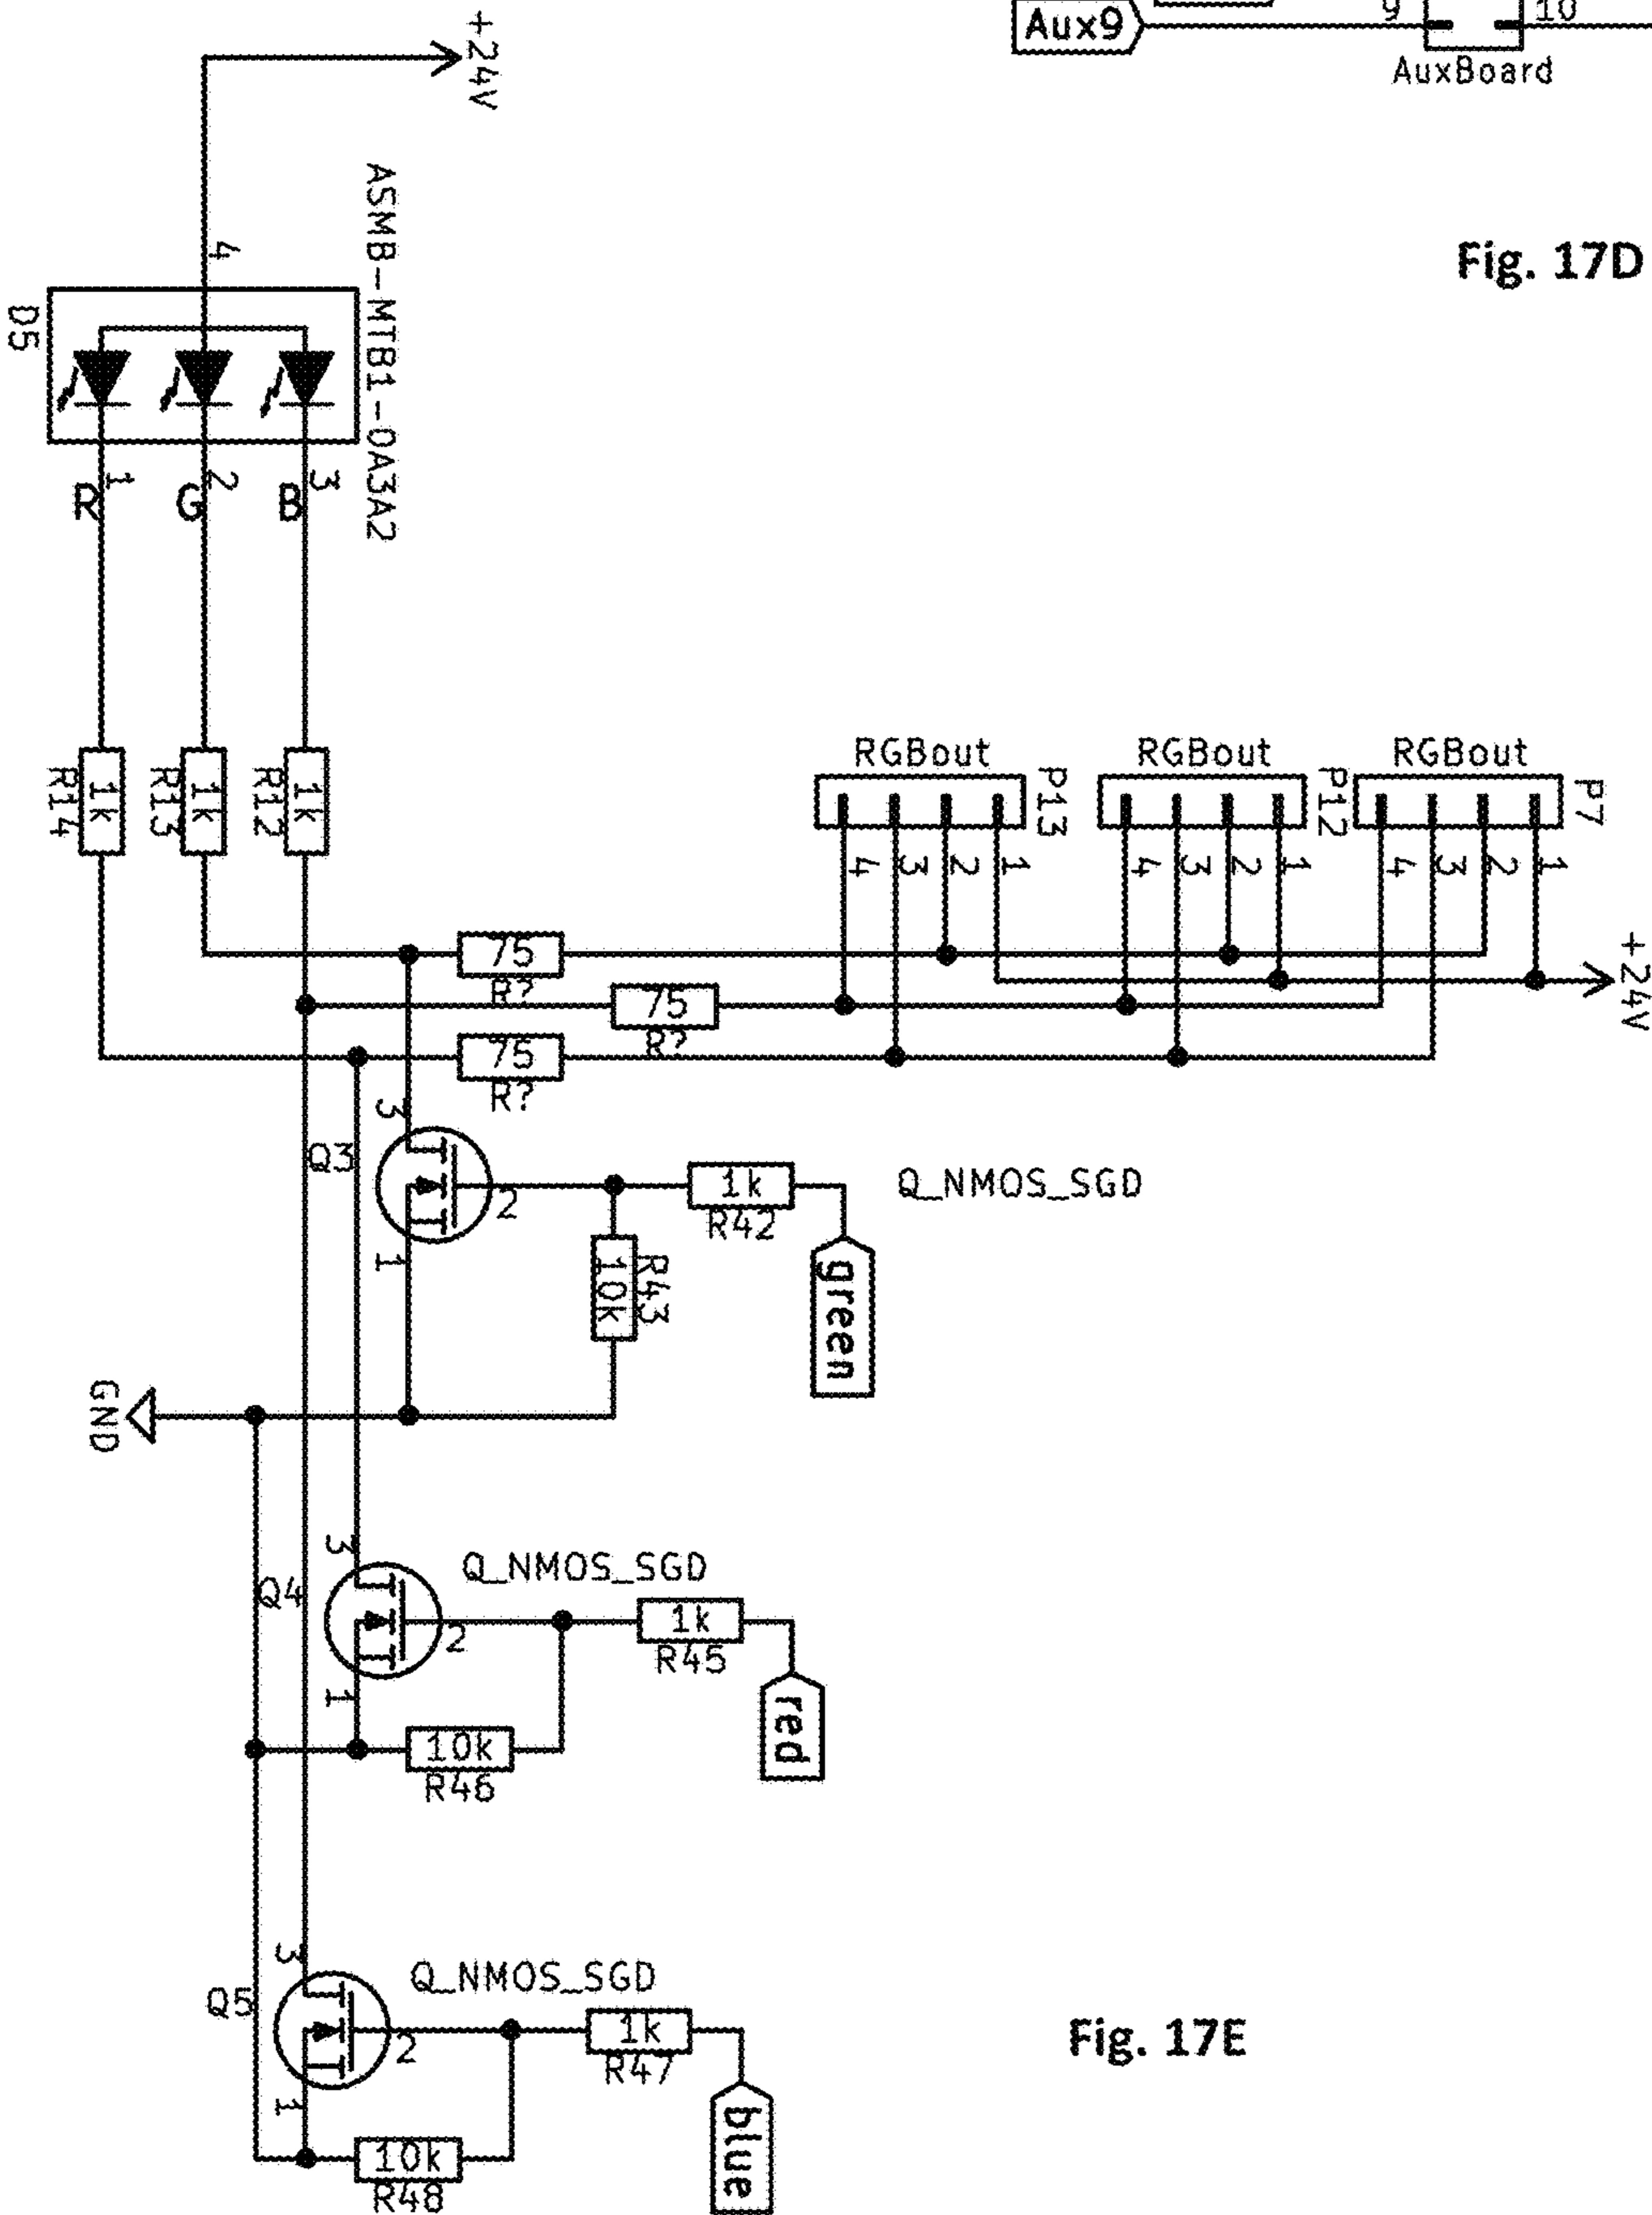 Aux9
9
10
AuxBoard
+24V
Fig. 17D
4
ASMB-MTB1-0A3A2
D5
1
2
3
R
G
B
RGBout
RGBout
RGBout
P13
P12
P7
1k
R14
1k
R13
1k
R12
4
3
2
1
4
3
2
1
4
3
2
1
75
R?
75
R?
75
R?
+24V
3
Q3
2
1
1k
R42
Q_NMOS_SGD
10k
R43
green
GND
3
Q4
Q_NMOS_SGD
2
1
1k
R45
red
10k
R46
3
Q5
Q_NMOS_SGD
2
1
1k
R47
Fig. 17E
blue
10k
R48